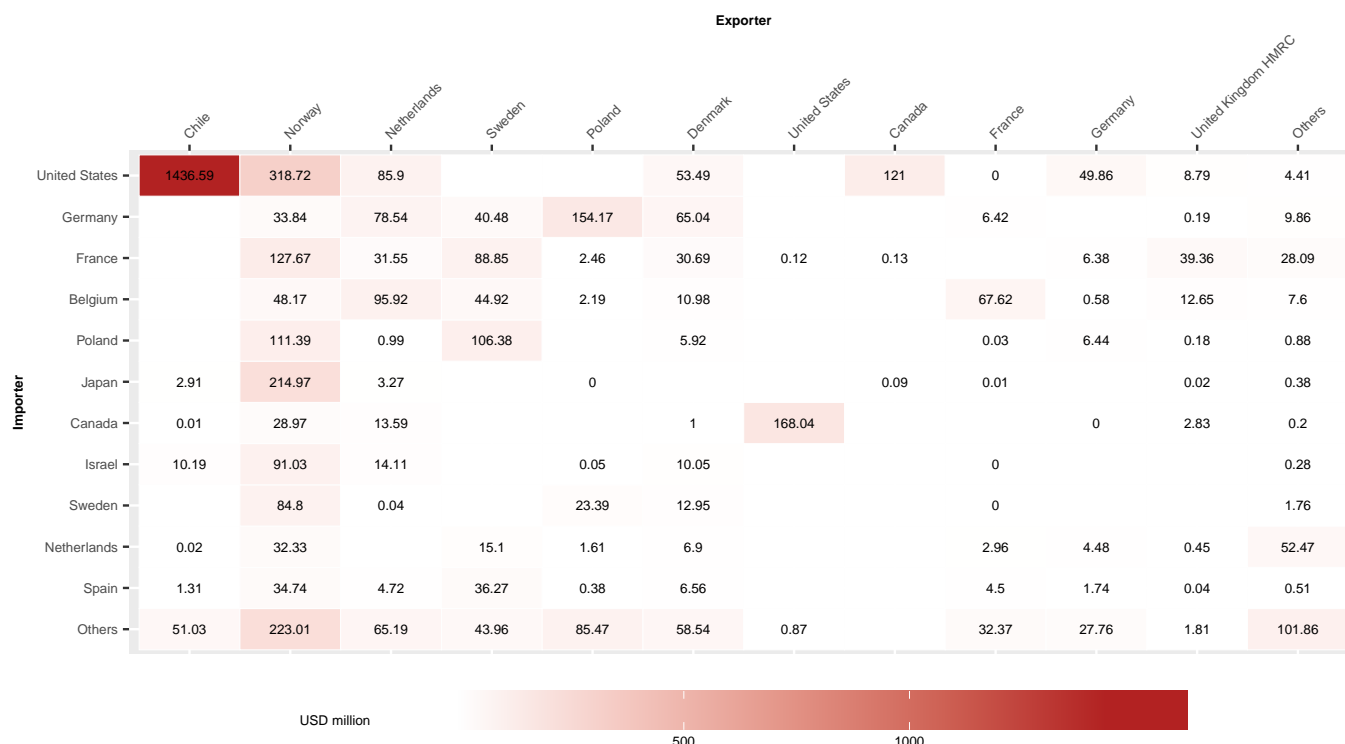 Exporter
Chile Norway Netherlands Sweden Poland Denmark United States Canada France Germany United Kingdom HMRC Others
United States 1436.59 318.72 85.9 53.49 121 0 49.86 8.79 4.41
Germany 33.84 78.54 40.48 154.17 65.04 6.42 0.19 9.86
France 127.67 31.55 88.85 2.46 30.69 0.12 0.13 6.38 39.36 28.09
Belgium 48.17 95.92 44.92 2.19 10.98 67.62 0.58 12.65 7.6
Poland 111.39 0.99 106.38 5.92 0.03 6.44 0.18 0.88
Japan 2.91 214.97 3.27 0 0.09 0.01 0.02 0.38
Importer
Canada 0.01 28.97 13.59 1 168.04 0 2.83 0.2
Israel 10.19 91.03 14.11 0.05 10.05 0 0.28
Sweden 84.8 0.04 23.39 12.95 0 1.76
Netherlands 0.02 32.33 15.1 1.61 6.9 2.96 4.48 0.45 52.47
Spain 1.31 34.74 4.72 36.27 0.38 6.56 4.5 1.74 0.04 0.51
Others 51.03 223.01 65.19 43.96 85.47 58.54 0.87 32.37 27.76 1.81 101.86
USD million
500 1000